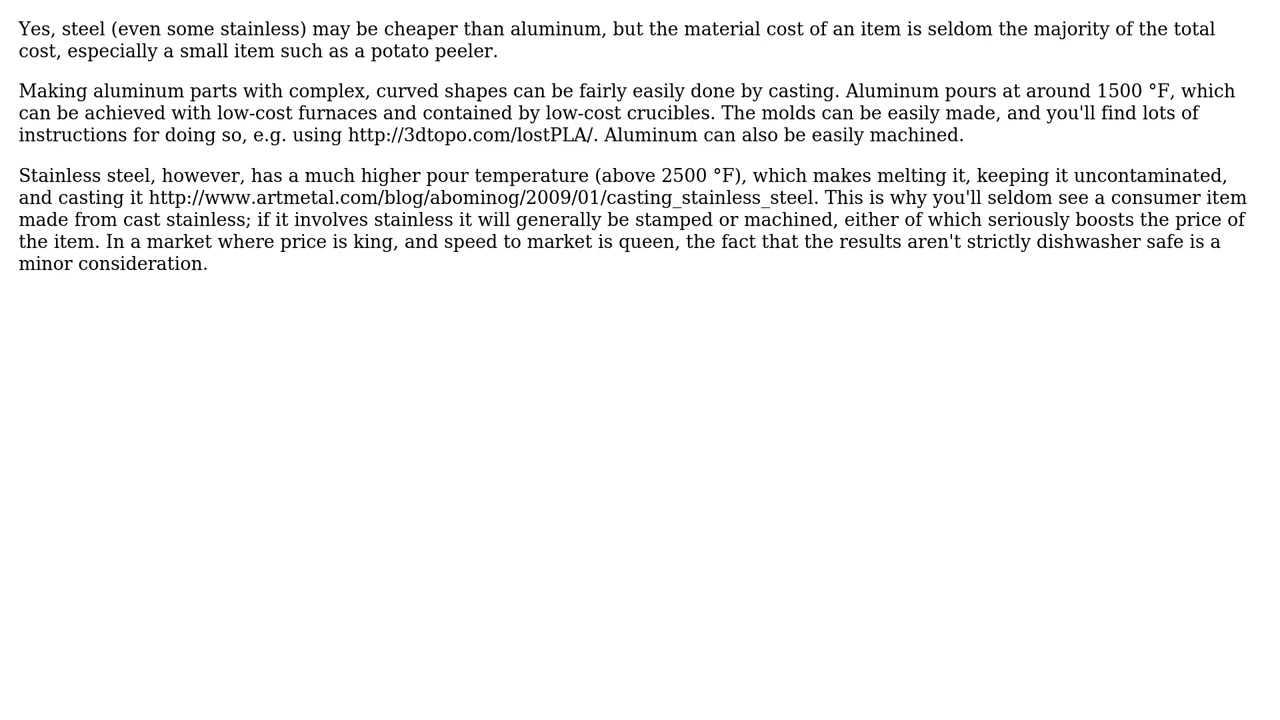 Yes, steel (even some stainless) may be cheaper than aluminum, but the material cost of an item is seldom the majority of the total
cost, especially a small item such as a potato peeler.
Making aluminum parts with complex, curved shapes can be fairly easily done by casting. Aluminum pours at around 1500 °F, which
can be achieved with low-cost furnaces and contained by low-cost crucibles. The molds can be easily made, and you'll find lots of
instructions for doing so, e.g. using http://3dtopo.com/lostPLA/. Aluminum can also be easily machined.
Stainless steel, however, has a much higher pour temperature (above 2500 °F), which makes melting it, keeping it uncontaminated,
and casting it http://www.artmetal.com/blog/abominog/2009/01/casting_stainless_steel. This is why you'll seldom see a consumer item
made from cast stainless; if it involves stainless it will generally be stamped or machined, either of which seriously boosts the price of
the item. In a market where price is king, and speed to market is queen, the fact that the results aren't strictly dishwasher safe is a
minor consideration.